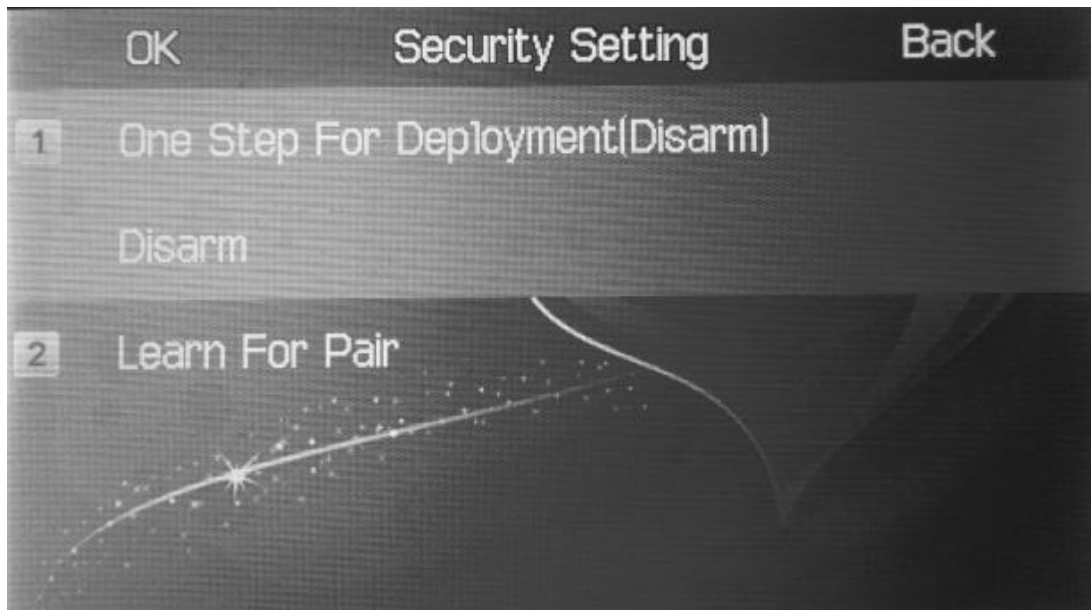 OK Security Setting Back
1 One Step For Deployment(Disarm)
Disarm
2 Learn For Pair